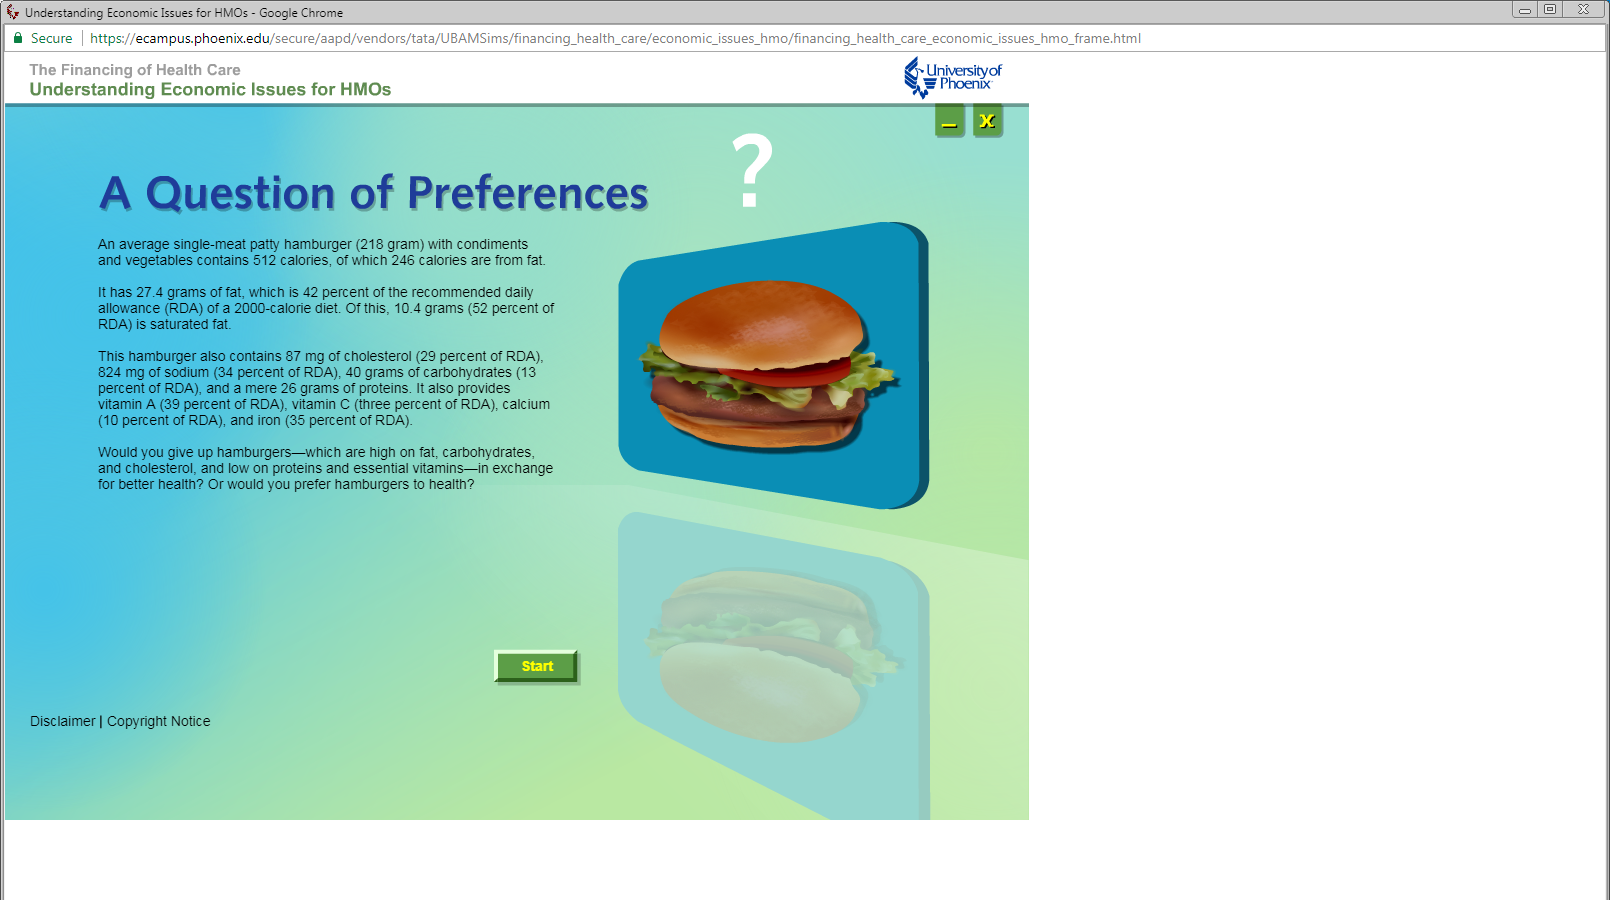 Understanding Economic Issues for HMOs - Google Chrome
Secure https://ecampus.phoenix.edu/secure/aapd/vendors/tata/UBAMSims/financing_health_care/economic_issues_hmo/financing_health_care_economic_issues_hmo_frame.html
The Financing of Health Care
Understanding Economic Issues for HMOs
University of
Phoenix
_ X
?
A Question of Preferences
An average single-meat patty hamburger (218 gram) with condiments
and vegetables contains 512 calories, of which 246 calories are from fat.
It has 27.4 grams of fat, which is 42 percent of the recommended daily
allowance (RDA) of a 2000-calorie diet. Of this, 10.4 grams (52 percent of
RDA) is saturated fat.
This hamburger also contains 87 mg of cholesterol (29 percent of RDA),
824 mg of sodium (34 percent of RDA), 40 grams of carbohydrates (13
percent of RDA), and a mere 26 grams of proteins. It also provides
vitamin A (39 percent of RDA), vitamin C (three percent of RDA), calcium
(10 percent of RDA), and iron (35 percent of RDA).
Would you give up hamburgers—which are high on fat, carbohydrates,
and cholesterol, and low on proteins and essential vitamins—in exchange
for better health? Or would you prefer hamburgers to health?
Start
Disclaimer | Copyright Notice